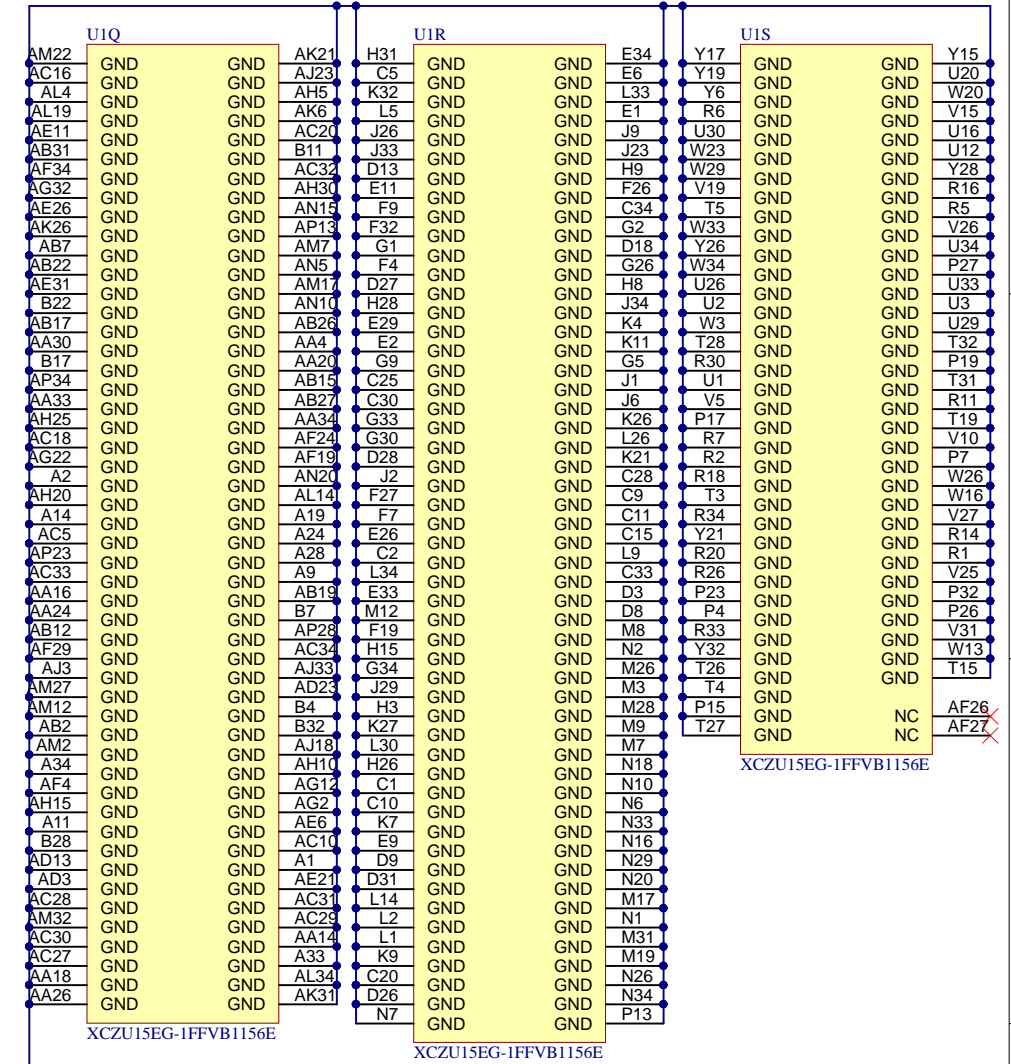 U1Q U1R U1S
AM22 GND GND AK21 H31 GND GND E34 Y17 GND GND Y15
AC16 GND GND AJ23 C5 GND GND E6 Y19 GND GND U20
AL4 GND GND AH5 K32 GND GND L33 Y6 GND GND W20
AL19 GND GND AK6 L5 GND GND E1 R6 GND GND V15
AE11 GND GND AC20 J26 GND GND J9 U30 GND GND U16
AB31 GND GND B11 J33 GND GND J23 W23 GND GND U12
AF34 GND GND AC32 D13 GND GND H9 W29 GND GND Y28
AG32 GND GND AH30 E11 GND GND F26 V19 GND GND R16
AE26 GND GND AN15 F9 GND GND C34 T5 GND GND R5
AK26 GND GND AP13 F32 GND GND G2 W33 GND GND V26
AB7 GND GND AM7 G1 GND GND D18 Y26 GND GND U34
AB22 GND GND AN5 F4 GND GND G26 W34 GND GND P27
AE31 GND GND AM17 D27 GND GND H8 U26 GND GND U33
B22 GND GND AN10 H28 GND GND J34 U2 GND GND U3
AB17 GND GND AB26 E29 GND GND K4 W3 GND GND U29
AA30 GND GND AA4 E2 GND GND K11 T28 GND GND T32
B17 GND GND AA20 G9 GND GND G5 R30 GND GND P19
AP34 GND GND AB15 C25 GND GND J1 U1 GND GND T31
AA33 GND GND AB27 C30 GND GND J6 V5 GND GND R11
AH25 GND GND AA34 G33 GND GND K26 P17 GND GND T19
AC18 GND GND AF24 G30 GND GND L26 R7 GND GND V10
AG22 GND GND AF19 D28 GND GND K21 R2 GND GND P7
A2 GND GND AN20 J2 GND GND C28 R18 GND GND W26
AH20 GND GND AL14 F27 GND GND C9 T3 GND GND W16
A14 GND GND A19 F7 GND GND C11 R34 GND GND V27
AC5 GND GND A24 E26 GND GND C15 Y21 GND GND R14
AP23 GND GND A28 C2 GND GND L9 R20 GND GND R1
AC33 GND GND A9 L34 GND GND C33 R26 GND GND V25
AA16 GND GND AB19 E33 GND GND D3 P23 GND GND P32
AA24 GND GND B7 M12 GND GND D8 P4 GND GND P26
AB12 GND GND AP28 F19 GND GND M8 R33 GND GND V31
AF29 GND GND AC34 H15 GND GND N2 Y32 GND GND W13
AJ3 GND GND AJ33 G34 GND GND M26 T26 GND GND T15
AM27 GND GND AD23 J29 GND GND M3 T4 GND
AM12 GND GND B4 H3 GND GND M28 P15 GND NC AF26
AB2 GND GND B32 K27 GND GND M9 T27 GND NC AF27
AM2 GND GND AJ18 L30 GND GND M7
A34 GND GND AH10 H26 GND GND N18 XCZU15EG-1FFVB1156E
AF4 GND GND AG12 C1 GND GND N10
AH15 GND GND AG2 C10 GND GND N6
A11 GND GND AE6 K7 GND GND N33
B28 GND GND AC10 E9 GND GND N16
AD13 GND GND A1 D9 GND GND N29
AD3 GND GND AE21 D31 GND GND N20
AC28 GND GND AC31 L14 GND GND M17
AM32 GND GND AC29 L2 GND GND N1
AC30 GND GND AA14 L1 GND GND M31
AC27 GND GND A33 K9 GND GND M19
AA18 GND GND AL34 C20 GND GND N26
AA26 GND GND AK31 D26 GND GND N34
N7 GND GND P13
XCZU15EG-1FFVB1156E
XCZU15EG-1FFVB1156E